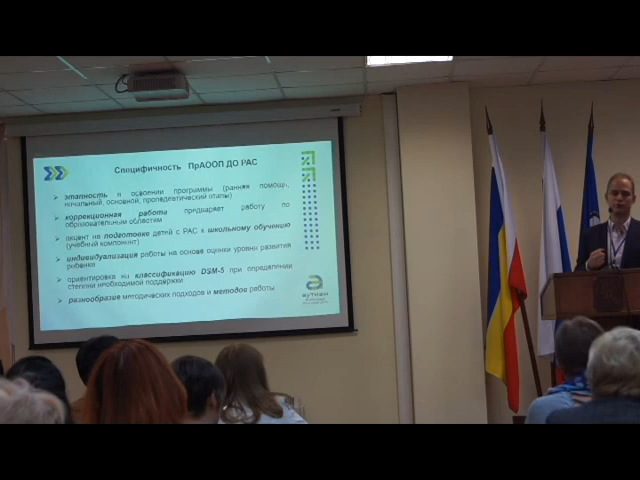 Специфичность ПрАООП ДО РАС
этапность в освоении программы (ранняя помощь,
начальный, основной, пропедевтический этапы)
коррекционная работа предваряет работу по
образовательным областям
акцент на подготовке детей с РАС к школьному обучению
(учебный компонент)
индивидуализация работы на основе оценки уровня развития
ребенка
ориентировка на классификацию DSM-5 при определении
степени необходимой поддержки
разнообразие методических подходов и методов работы
аутизм